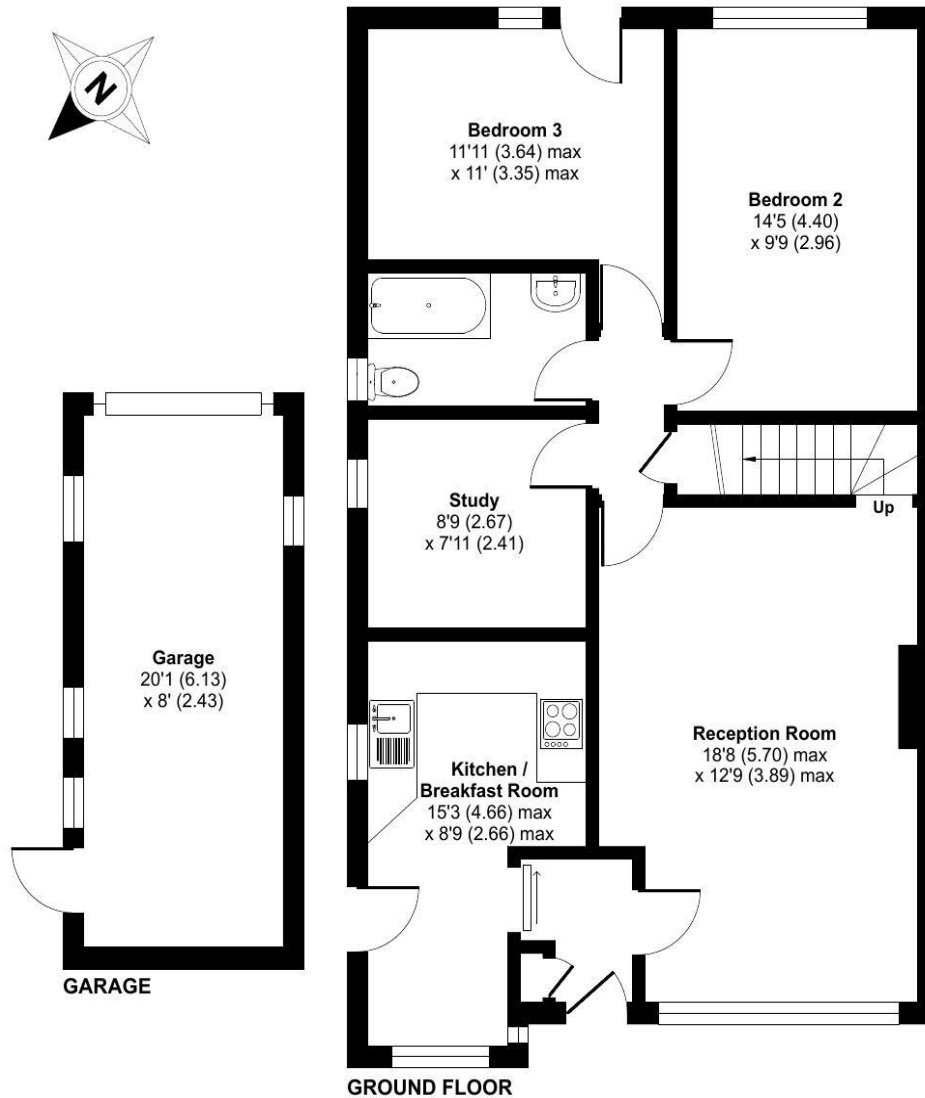 N
Bedroom 3
11'11 (3.64) max
x 11' (3.35) max
Bedroom 2
14'5 (4.40)
x 9'9 (2.96)
Study
8'9 (2.67)
x 7'11 (2.41)
Up
Garage
20'1 (6.13)
x 8' (2.43)
Reception Room
18'8 (5.70) max
x 12'9 (3.89) max
Kitchen /
Breakfast Room
15'3 (4.66) max
x 8'9 (2.66) max
GARAGE
GROUND FLOOR